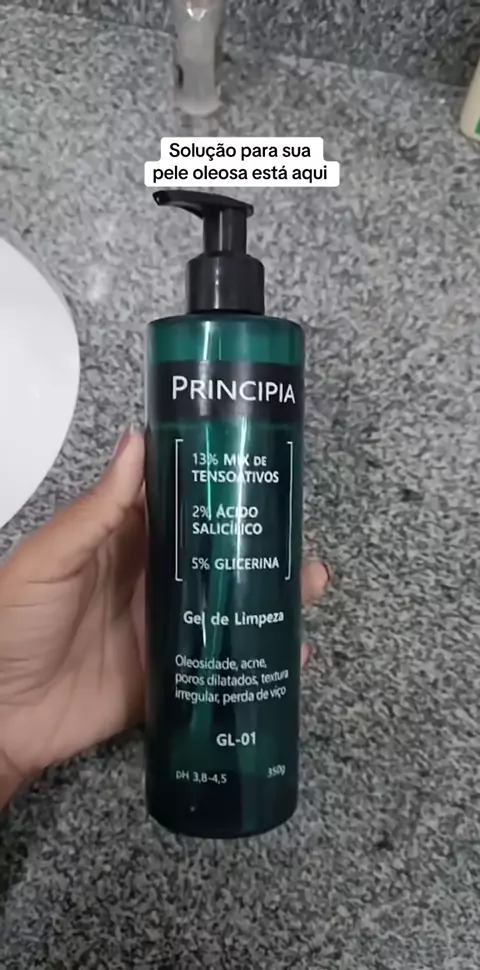 Solução para sua
pele oleosa está aqui
PRINCIPIA
13% MIX DE
TENSOATIVOS
2% ÁCIDO
SALICÍLICO
5% GLICERINA
Gel de Limpeza
Oleosidade, acne,
poros dilatados, textura
irregular, perda de viço
GL-01
pH 3,8-4,5 350g